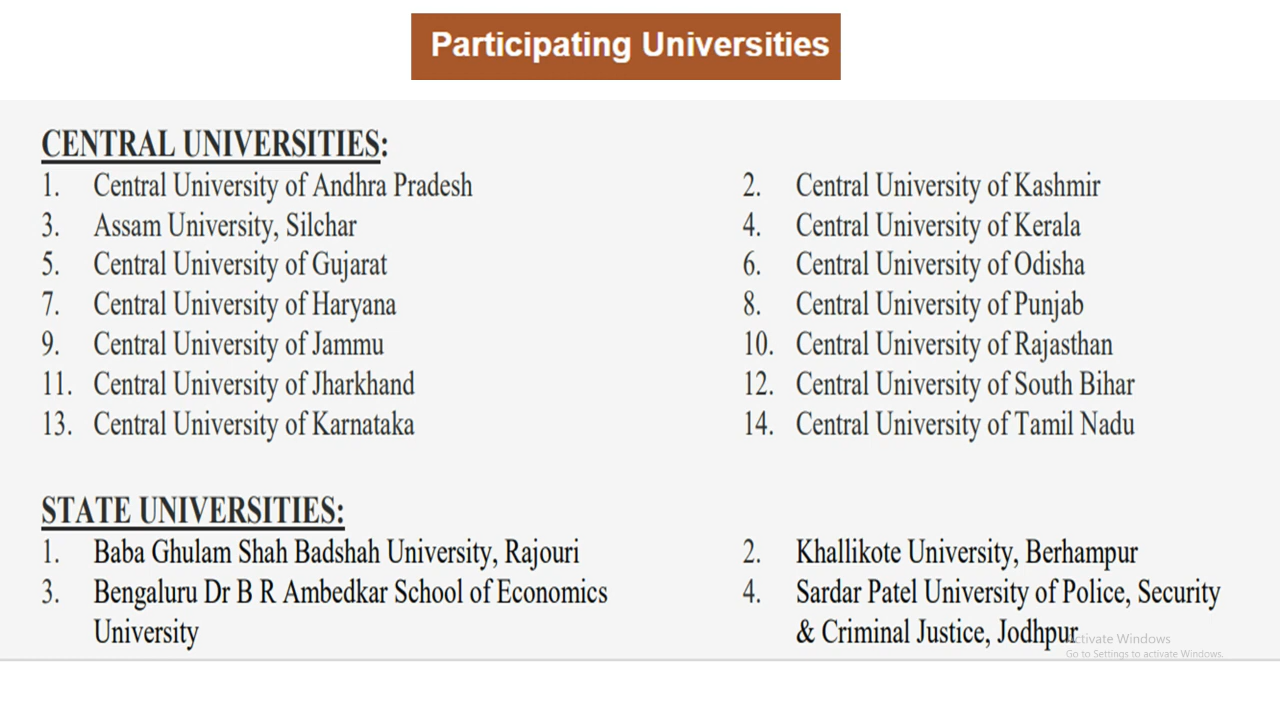 Participating Universities
CENTRAL UNIVERSITIES:
1. Central University of Andhra Pradesh
2. Central University of Kashmir
3. Assam University, Silchar
4. Central University of Kerala
5. Central University of Gujarat
6. Central University of Odisha
7. Central University of Haryana
8. Central University of Punjab
9. Central University of Jammu
10. Central University of Rajasthan
11. Central University of Jharkhand
12. Central University of South Bihar
13. Central University of Karnataka
14. Central University of Tamil Nadu
STATE UNIVERSITIES:
1. Baba Ghulam Shah Badshah University, Rajouri
2. Khallikote University, Berhampur
3. Bengaluru Dr B R Ambedkar School of Economics
University
4. Sardar Patel University of Police, Security
& Criminal Justice, Jodhpur
Activate Windows
Go to Settings to activate Windows.